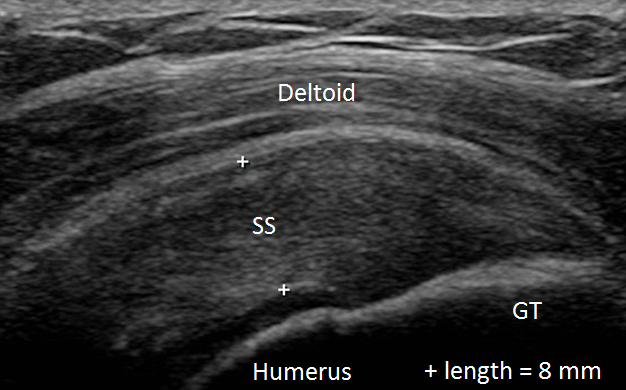 Deltoid
SS
GT
Humerus
+ length = 8 mm